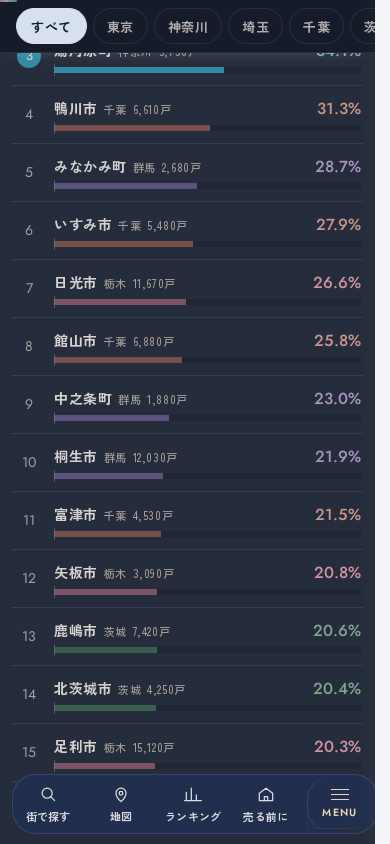 すべて 東京 神奈川 埼玉 千葉
3
4 鴨川市 千葉 6,610戸 31.3%
5 みなかみ町 群馬 2,680戸 28.7%
6 いすみ市 千葉 5,480戸 27.9%
7 日光市 栃木 11,670戸 26.6%
8 館山市 千葉 6,880戸 25.8%
9 中之条町 群馬 1,880戸 23.0%
10 桐生市 群馬 12,030戸 21.9%
11 富津市 千葉 4,530戸 21.5%
12 矢板市 栃木 3,090戸 20.8%
13 鹿嶋市 茨城 7,420戸 20.6%
14 北茨城市 茨城 4,250戸 20.4%
15 足利市 栃木 15,120戸 20.3%
街で探す 地図 ランキング 売る前に MENU